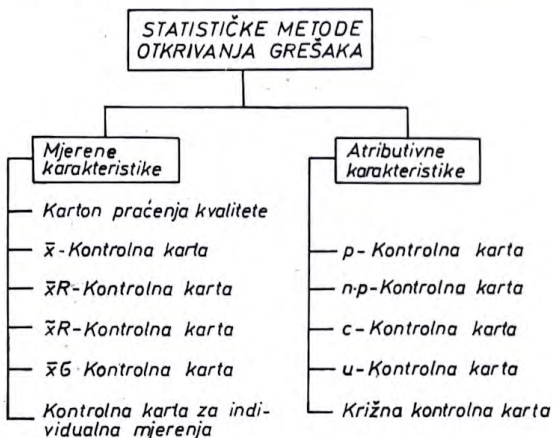 STATISTIČKE METODE
OTKRIVANJA GREŠAKA
Mjerene
karakteristike
Karton praćenja kvalitete
x̄-Kontrolna karta
x̄R-Kontrolna karta
x̃R-Kontrolna karta
x̄б-Kontrolna karta
Kontrolna karta za indi-
vidualna mjerenja
Atributivne
karakteristike
p-Kontrolna karta
n·p-Kontrolna karta
c-Kontrolna karta
u-Kontrolna karta
Križna kontrolna karta